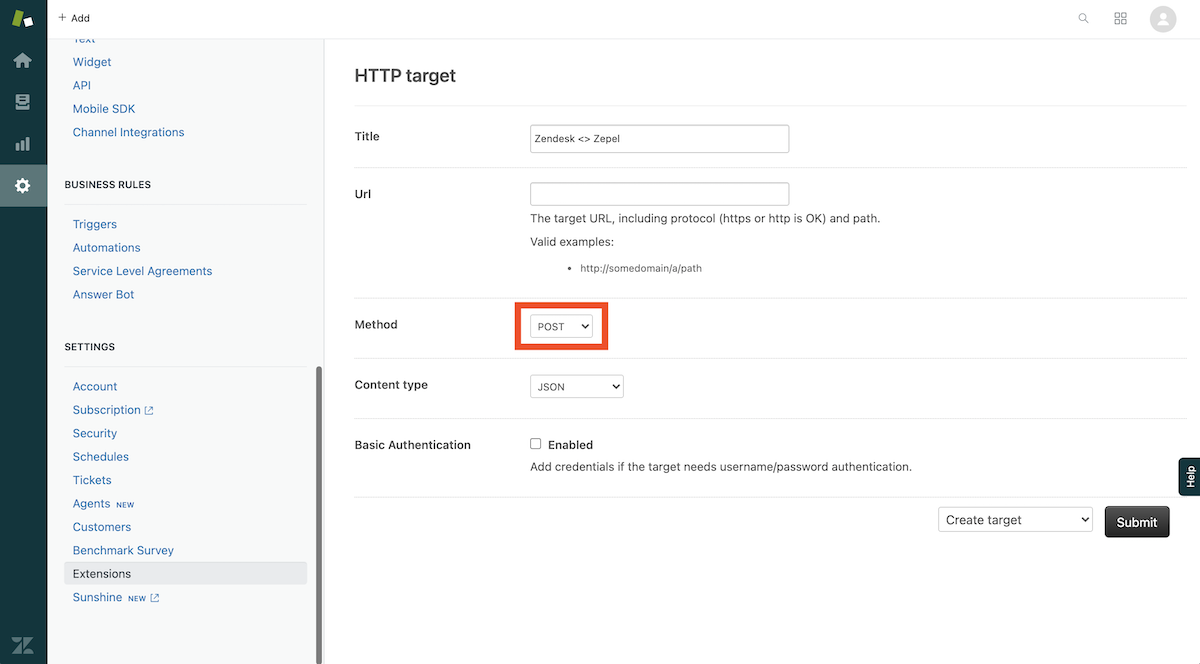 Add
Text
Widget
API
Mobile SDK
Channel Integrations
BUSINESS RULES
Triggers
Automations
Service Level Agreements
Answer Bot
SETTINGS
Account
Subscription
Security
Schedules
Tickets
Agents NEW
Customers
Benchmark Survey
Extensions
Sunshine NEW
HTTP target
Title
Zendesk <> Zepel
Url
The target URL, including protocol (https or http is OK) and path.
Valid examples:
• http://somedomain/a/path
Method
POST
Content type
JSON
Basic Authentication
Enabled
Add credentials if the target needs username/password authentication.
Create target
Submit
Help